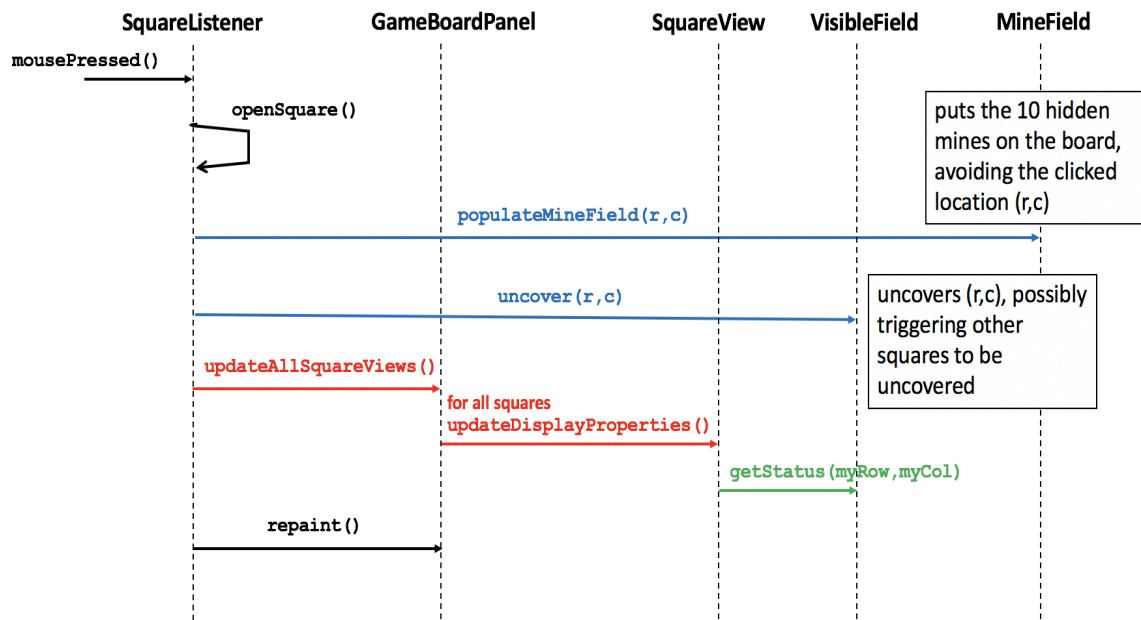 SquareListener
GameBoardPanel
SquareView
VisibleField
MineField
mousePressed()
openSquare()
puts the 10 hidden
mines on the board,
avoiding the clicked
location (r,c)
populateMineField(r,c)
uncover(r,c)
uncovers (r,c), possibly
triggering other
squares to be
uncovered
updateAllSquareViews()
for all squares
updateDisplayProperties()
getStatus(myRow,myCol)
repaint()